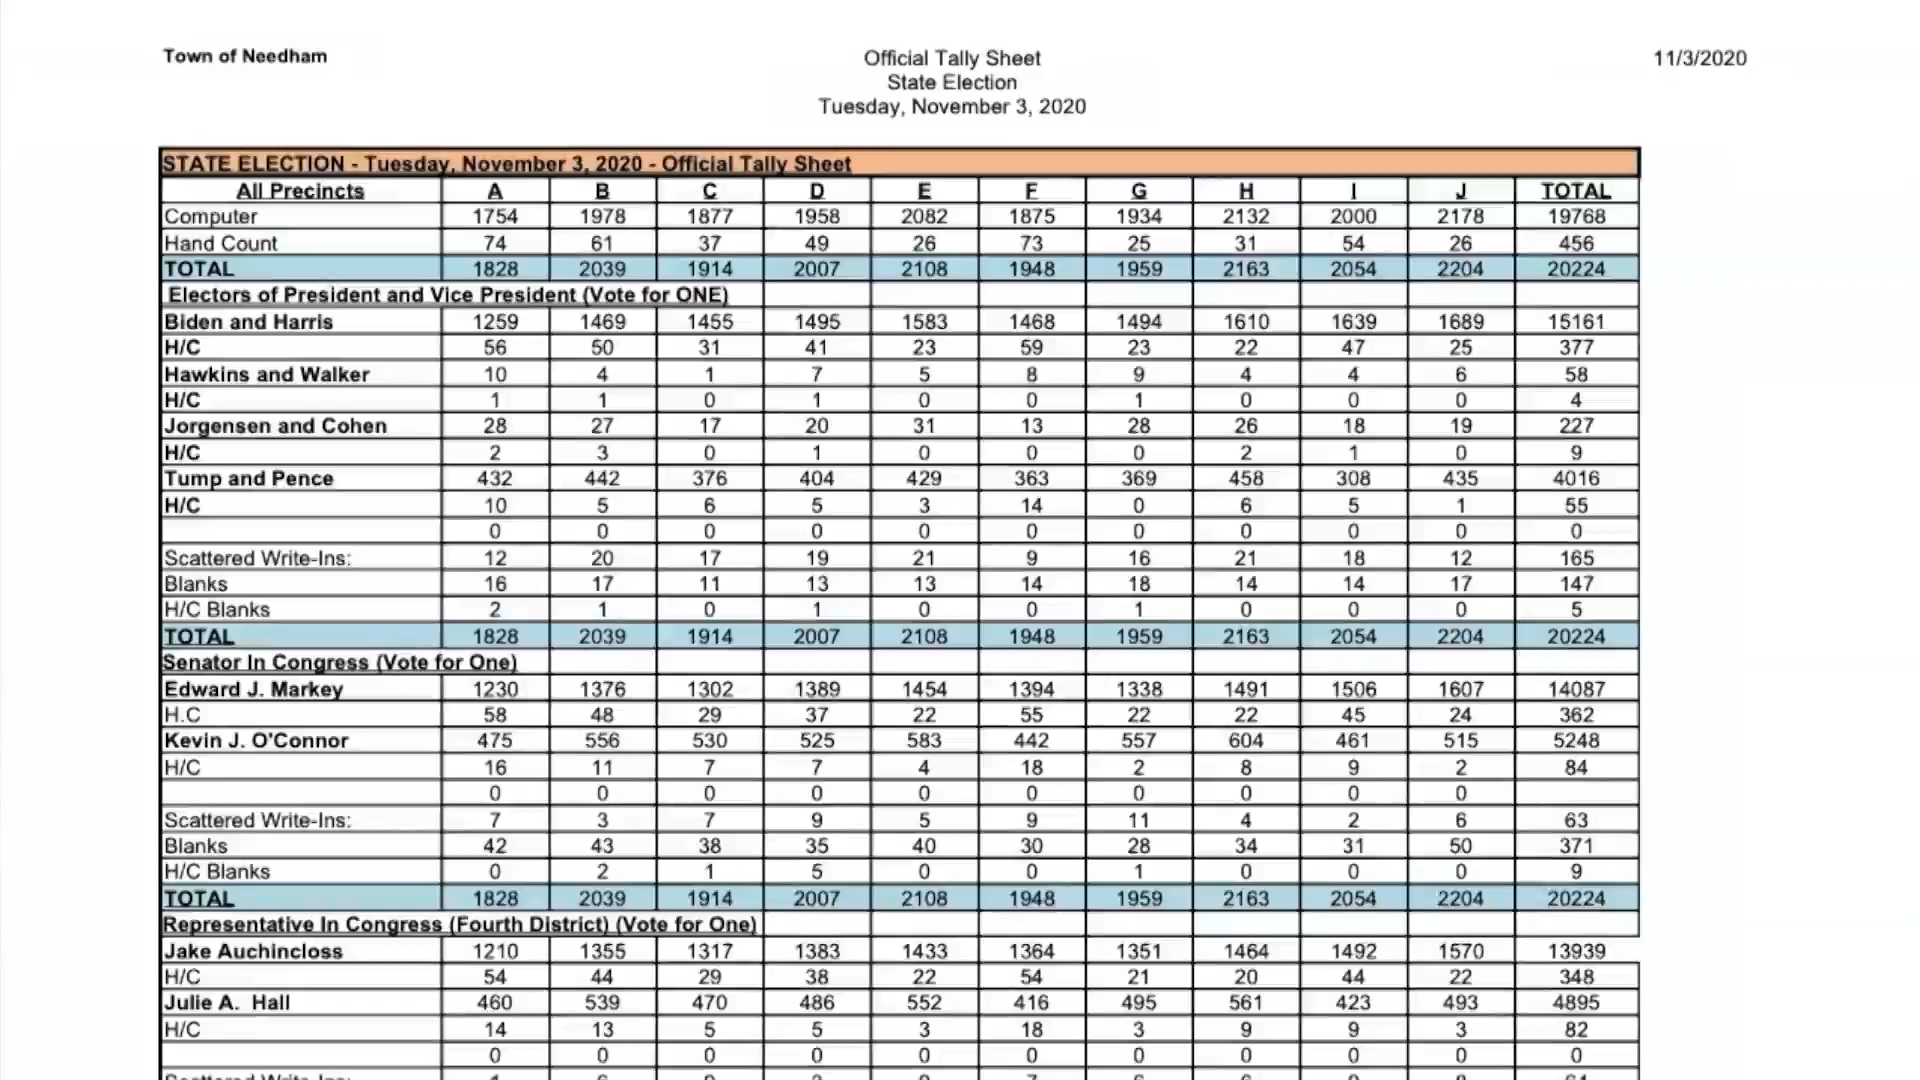 Town of Needham Official Tally Sheet 11/3/2020
State Election
Tuesday, November 3, 2020
STATE ELECTION - Tuesday, November 3, 2020 - Official Tally Sheet
All Precincts A B C D E F G H I J TOTAL
Computer 1754 1978 1877 1958 2082 1875 1934 2132 2000 2178 19768
Hand Count 74 61 37 49 26 73 25 31 54 26 456
TOTAL 1828 2039 1914 2007 2108 1948 1959 2163 2054 2204 20224
Electors of President and Vice President (Vote for ONE)
Biden and Harris 1259 1469 1455 1495 1583 1468 1494 1610 1639 1689 15161
H/C 56 50 31 41 23 59 23 22 47 25 377
Hawkins and Walker 10 4 1 7 5 8 9 4 4 6 58
H/C 1 1 0 1 0 0 1 0 0 0 4
Jorgensen and Cohen 28 27 17 20 31 13 28 26 18 19 227
H/C 2 3 0 1 0 0 0 2 1 0 9
Tump and Pence 432 442 376 404 429 363 369 458 308 435 4016
H/C 10 5 6 5 3 14 0 6 5 1 55
0 0 0 0 0 0 0 0 0 0 0
Scattered Write-Ins: 12 20 17 19 21 9 16 21 18 12 165
Blanks 16 17 11 13 13 14 18 14 14 17 147
H/C Blanks 2 1 0 1 0 0 1 0 0 0 5
TOTAL 1828 2039 1914 2007 2108 1948 1959 2163 2054 2204 20224
Senator In Congress (Vote for One)
Edward J. Markey 1230 1376 1302 1389 1454 1394 1338 1491 1506 1607 14087
H.C 58 48 29 37 22 55 22 22 45 24 362
Kevin J. O'Connor 475 556 530 525 583 442 557 604 461 515 5248
H/C 16 11 7 7 4 18 2 8 9 2 84
0 0 0 0 0 0 0 0 0 0
Scattered Write-Ins: 7 3 7 9 5 9 11 4 2 6 63
Blanks 42 43 38 35 40 30 28 34 31 50 371
H/C Blanks 0 2 1 5 0 0 1 0 0 0 9
TOTAL 1828 2039 1914 2007 2108 1948 1959 2163 2054 2204 20224
Representative In Congress (Fourth District) (Vote for One)
Jake Auchincloss 1210 1355 1317 1383 1433 1364 1351 1464 1492 1570 13939
H/C 54 44 29 38 22 54 21 20 44 22 348
Julie A. Hall 460 539 470 486 552 416 495 561 423 493 4895
H/C 14 13 5 5 3 18 3 9 9 3 82
0 0 0 0 0 0 0 0 0 0 0